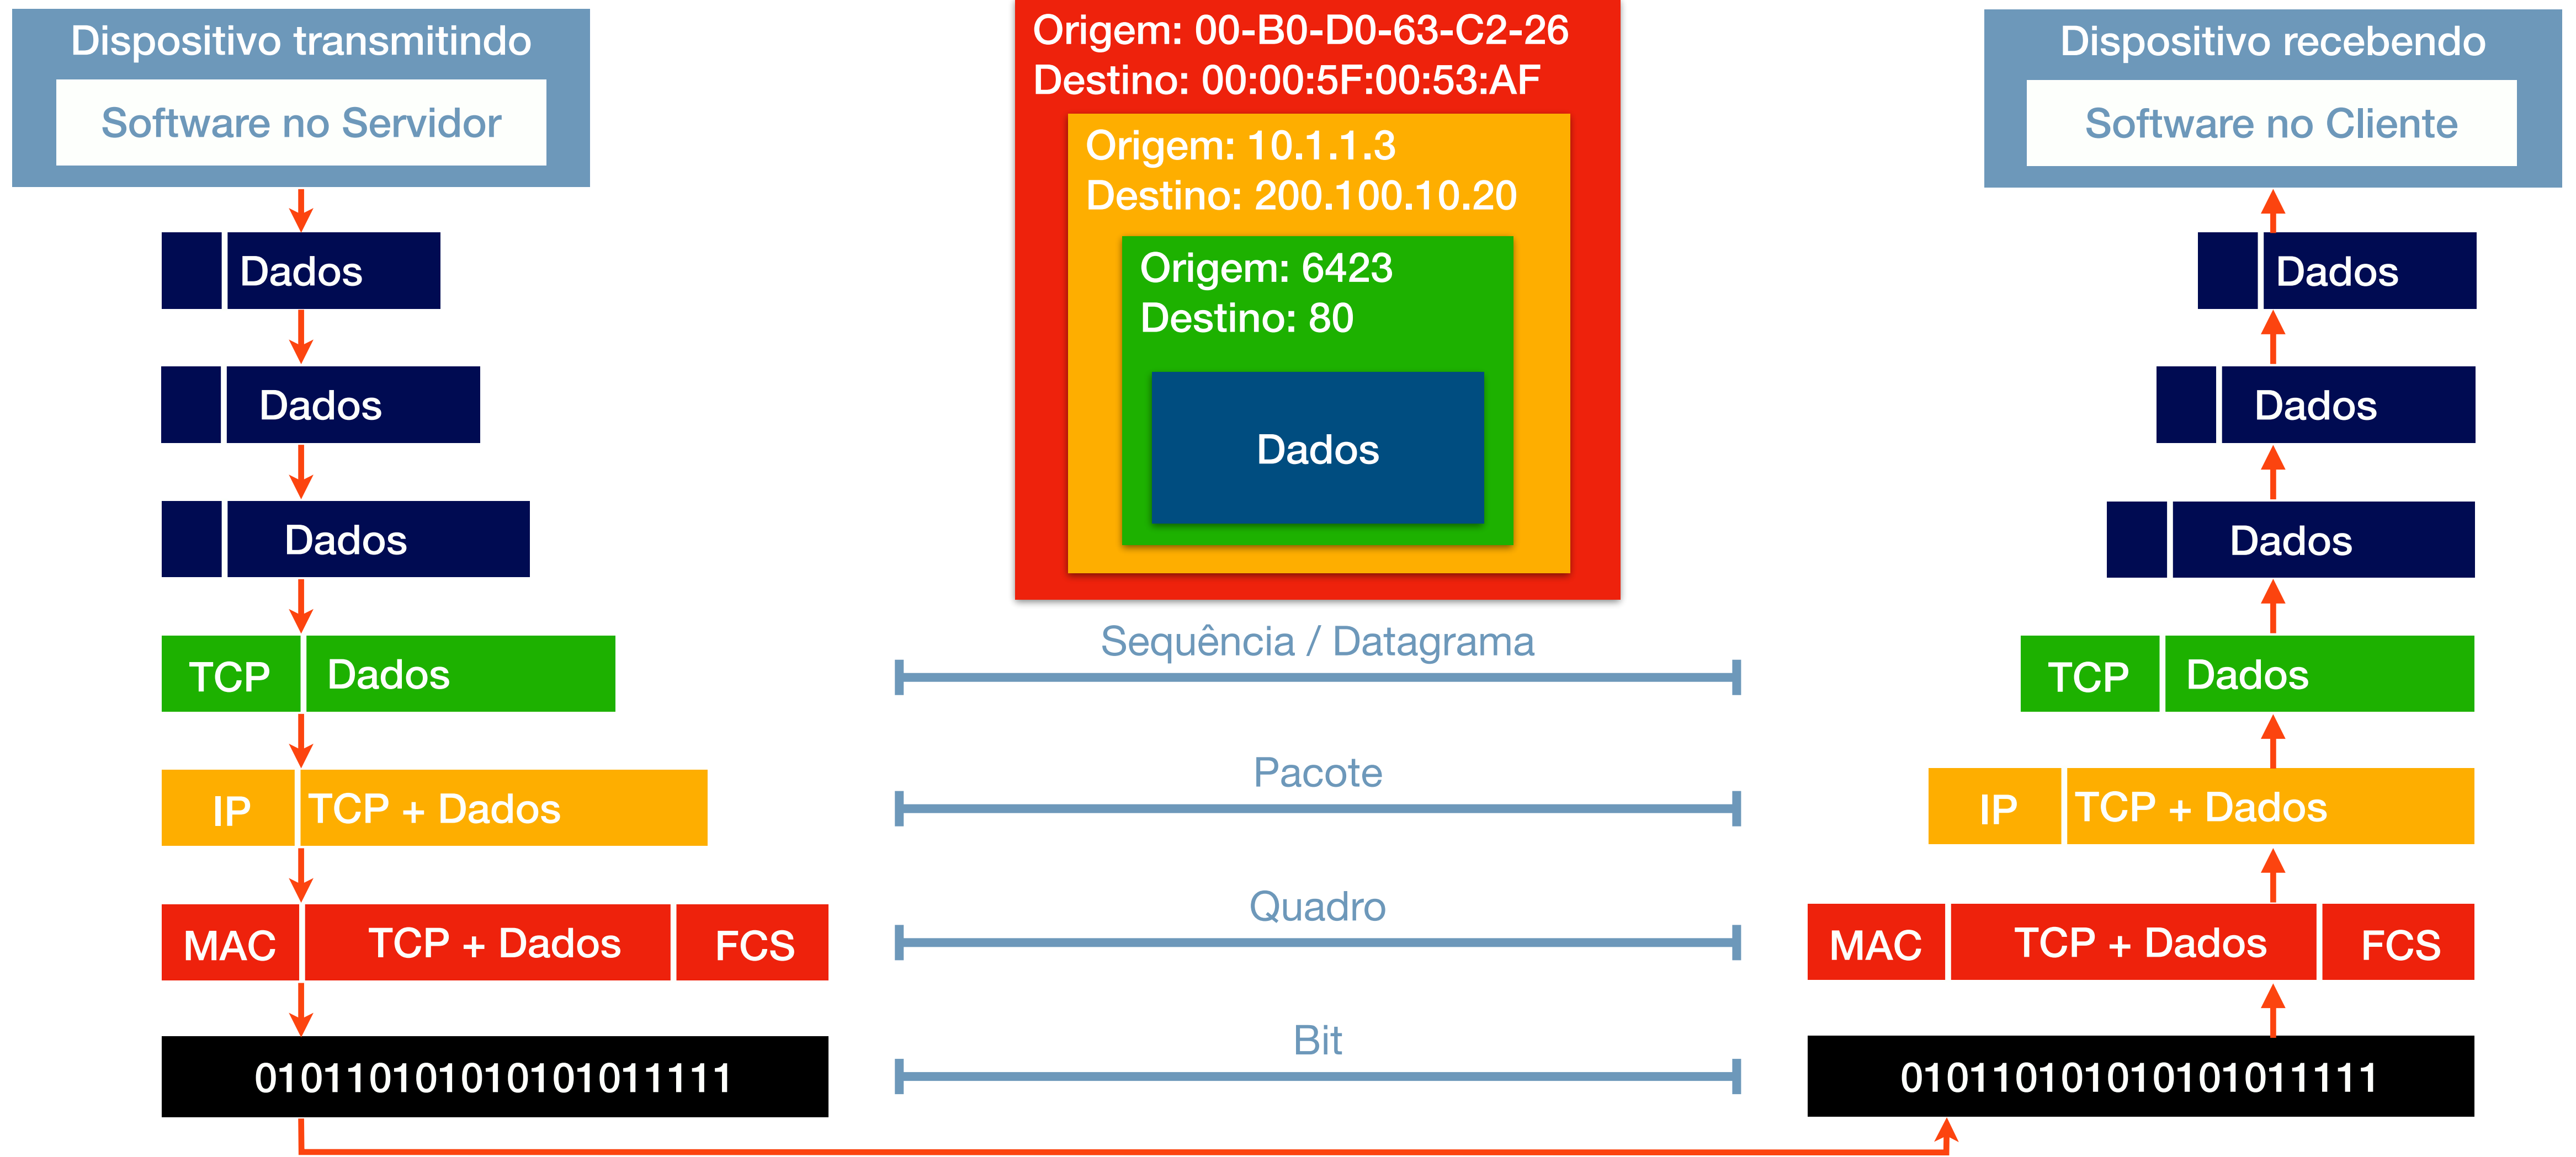 Dispositivo transmitindo
Software no Servidor
Dados
Dados
Dados
TCP Dados
IP TCP + Dados
MAC TCP + Dados FCS
010110101010101011111
Origem: 00-B0-D0-63-C2-26
Destino: 00:00:5F:00:53:AF
Origem: 10.1.1.3
Destino: 200.100.10.20
Origem: 6423
Destino: 80
Dados
Sequência / Datagrama
Pacote
Quadro
Bit
Dispositivo recebendo
Software no Cliente
Dados
Dados
Dados
TCP Dados
IP TCP + Dados
MAC TCP + Dados FCS
010110101010101011111